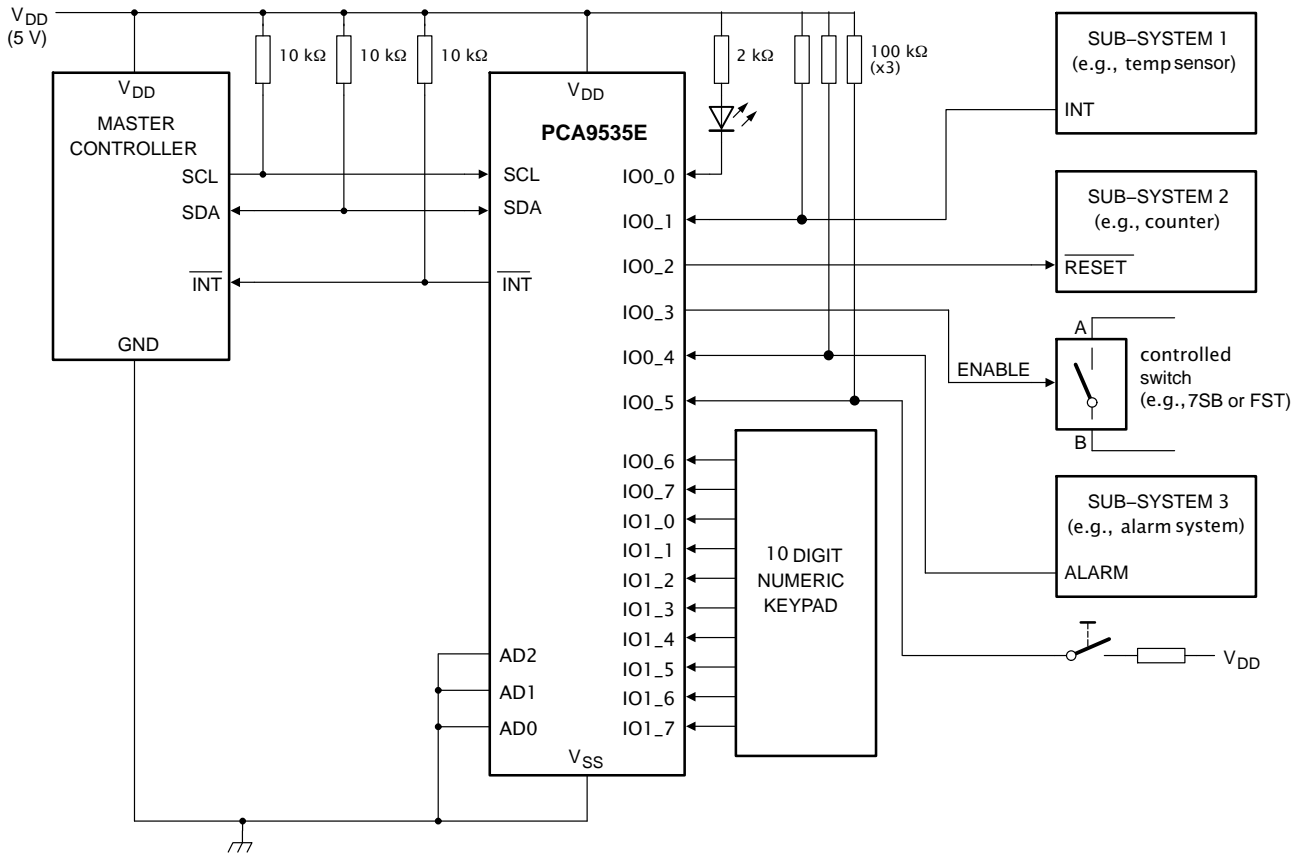 VDD
(5 V)
10 kΩ
10 kΩ
10 kΩ
2 kΩ
100 kΩ
(x3)
VDD
MASTER
CONTROLLER
SCL
SDA
INT
GND
VDD
PCA9535E
SCL
SDA
INT
AD2
AD1
AD0
VSS
IO0_0
IO0_1
IO0_2
IO0_3
IO0_4
IO0_5
IO0_6
IO0_7
IO1_0
IO1_1
IO1_2
IO1_3
IO1_4
IO1_5
IO1_6
IO1_7
10 DIGIT
NUMERIC
KEYPAD
SUB–SYSTEM 1
(e.g., temp sensor)
INT
SUB–SYSTEM 2
(e.g., counter)
RESET
A
ENABLE
B
controlled
switch
(e.g., 7SB or FST)
SUB–SYSTEM 3
(e.g., alarm system)
ALARM
VDD